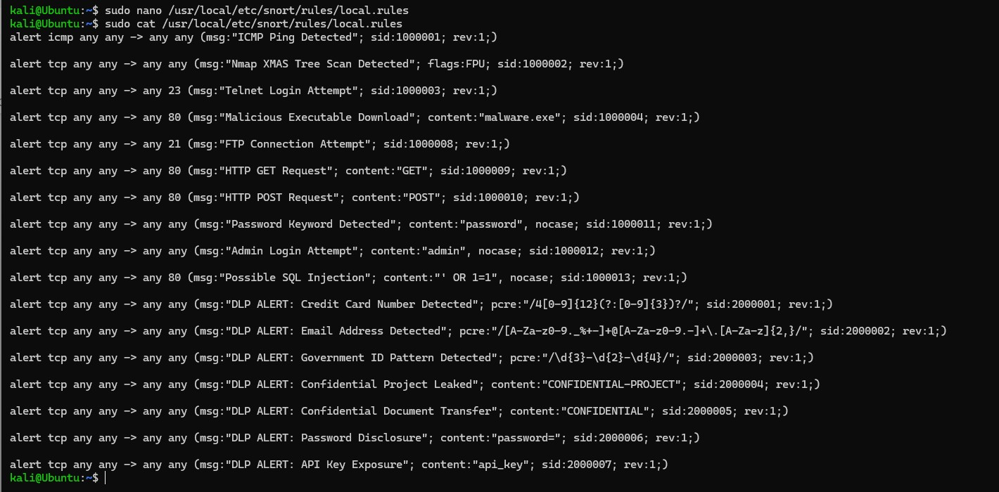 kali@Ubuntu:~$ sudo nano /usr/local/etc/snort/rules/local.rules
kali@Ubuntu:~$ sudo cat /usr/local/etc/snort/rules/local.rules
alert icmp any any -> any any (msg:"ICMP Ping Detected"; sid:1000001; rev:1;)
alert tcp any any -> any any (msg:"Nmap XMAS Tree Scan Detected"; flags:FPU; sid:1000002; rev:1;)
alert tcp any any -> any 23 (msg:"Telnet Login Attempt"; sid:1000003; rev:1;)
alert tcp any any -> any 80 (msg:"Malicious Executable Download"; content:"malware.exe"; sid:1000004; rev:1;)
alert tcp any any -> any 21 (msg:"FTP Connection Attempt"; sid:1000008; rev:1;)
alert tcp any any -> any 80 (msg:"HTTP GET Request"; content:"GET"; sid:1000009; rev:1;)
alert tcp any any -> any 80 (msg:"HTTP POST Request"; content:"POST"; sid:1000010; rev:1;)
alert tcp any any -> any any (msg:"Password Keyword Detected"; content:"password", nocase; sid:1000011; rev:1;)
alert tcp any any -> any any (msg:"Admin Login Attempt"; content:"admin", nocase; sid:1000012; rev:1;)
alert tcp any any -> any 80 (msg:"Possible SQL Injection"; content:"' OR 1=1", nocase; sid:1000013; rev:1;)
alert tcp any any -> any any (msg:"DLP ALERT: Credit Card Number Detected"; pcre:"/4[0-9]{12}(?:[0-9]{3})?/"; sid:2000001; rev:1;)
alert tcp any any -> any any (msg:"DLP ALERT: Email Address Detected"; pcre:"/[A-Za-z0-9._%+-]+@[A-Za-z0-9.-]+\.[A-Za-z]{2,}/"; sid:2000002; rev:1;)
alert tcp any any -> any any (msg:"DLP ALERT: Government ID Pattern Detected"; pcre:"/\d{3}-\d{2}-\d{4}/"; sid:2000003; rev:1;)
alert tcp any any -> any any (msg:"DLP ALERT: Confidential Project Leaked"; content:"CONFIDENTIAL-PROJECT"; sid:2000004; rev:1;)
alert tcp any any -> any any (msg:"DLP ALERT: Confidential Document Transfer"; content:"CONFIDENTIAL"; sid:2000005; rev:1;)
alert tcp any any -> any any (msg:"DLP ALERT: Password Disclosure"; content:"password="; sid:2000006; rev:1;)
alert tcp any any -> any any (msg:"DLP ALERT: API Key Exposure"; content:"api_key"; sid:2000007; rev:1;)
kali@Ubuntu:~$